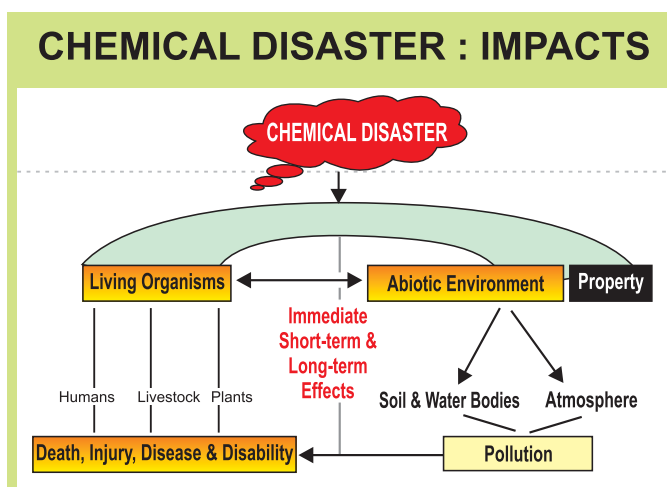 CHEMICAL DISASTER : IMPACTS
CHEMICAL DISASTER
Living Organisms
Abiotic Environment
Property
Immediate
Short-term &
Long-term
Effects
Humans
Livestock
Plants
Soil & Water Bodies
Atmosphere
Death, Injury, Disease & Disability
Pollution